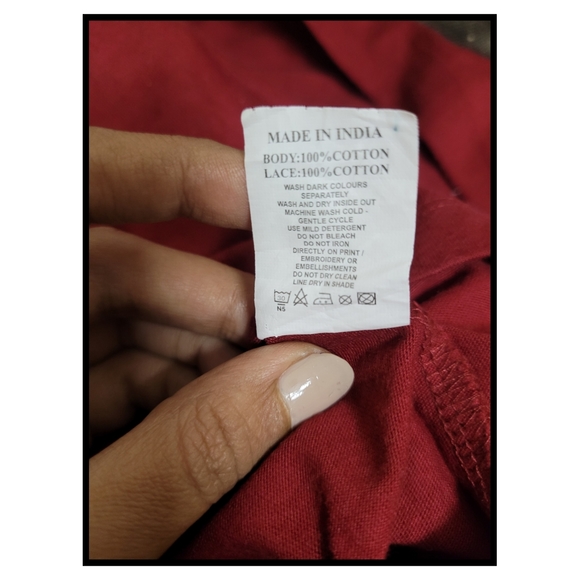 MADE IN INDIA
BODY:100%COTTON
LACE:100%COTTON
WASH DARK COLOURS
SEPARATELY
WASH AND DRY INSIDE OUT
MACHINE WASH COLD -
GENTLE CYCLE
USE MILD DETERGENT
DO NOT BLEACH
DO NOT IRON
DIRECTLY ON PRINT /
EMBROIDERY OR
EMBELLISHMENTS
DO NOT DRY CLEAN
LINE DRY IN SHADE
30
NS